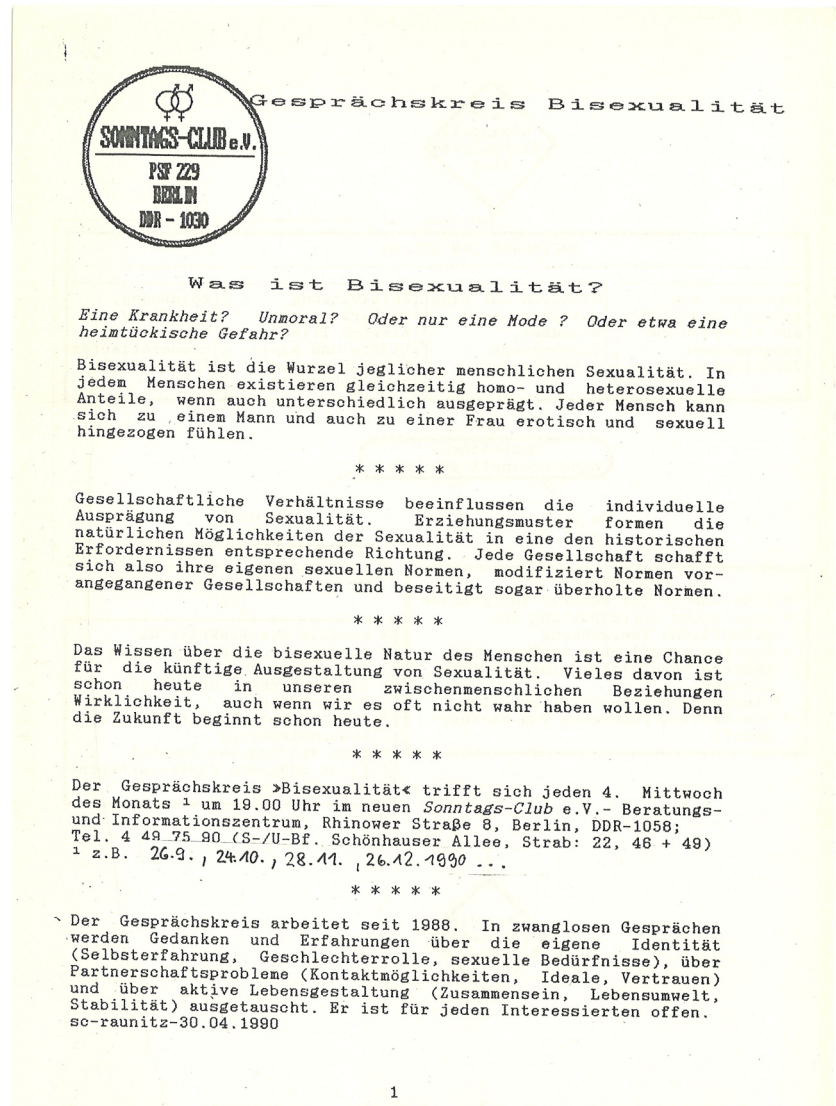 Gesprächskreis Bisexualität
SONNTAGS-CLUB e.V.
PSF 229
BERLIN
DDR - 1030
Was ist Bisexualität?
Eine Krankheit? Unmoral? Oder nur eine Mode ? Oder etwa eine
heimtückische Gefahr?
Bisexualität ist die Wurzel jeglicher menschlichen Sexualität. In
jedem Menschen existieren gleichzeitig homo- und heterosexuelle
Anteile, wenn auch unterschiedlich ausgeprägt. Jeder Mensch kann
sich zu einem Mann und auch zu einer Frau erotisch und sexuell
hingezogen fühlen.
* * * * *
Gesellschaftliche Verhältnisse beeinflussen die individuelle
Ausprägung von Sexualität. Erziehungsmuster formen die
natürlichen Möglichkeiten der Sexualität in eine den historischen
Erfordernissen entsprechende Richtung. Jede Gesellschaft schafft
sich also ihre eigenen sexuellen Normen, modifiziert Normen vor-
angegangener Gesellschaften und beseitigt sogar überholte Normen.
* * * * *
Das Wissen über die bisexuelle Natur des Menschen ist eine Chance
für die künftige Ausgestaltung von Sexualität. Vieles davon ist
schon heute in unseren zwischenmenschlichen Beziehungen
Wirklichkeit, auch wenn wir es oft nicht wahr haben wollen. Denn
die Zukunft beginnt schon heute.
* * * * *
Der Gesprächskreis »Bisexualität« trifft sich jeden 4. Mittwoch
des Monats ¹ um 19.00 Uhr im neuen Sonntags-Club e.V.- Beratungs-
und Informationszentrum, Rhinower Straße 8, Berlin, DDR-1058;
Tel. 4 49 75 90 (S-/U-Bf. Schönhauser Allee, Strab: 22, 46 + 49)
¹ z.B. 26.9., 24.10., 28.11., 26.12.1990 ...
* * * * *
Der Gesprächskreis arbeitet seit 1988. In zwanglosen Gesprächen
werden Gedanken und Erfahrungen über die eigene Identität
(Selbsterfahrung, Geschlechterrolle, sexuelle Bedürfnisse), über
Partnerschaftsprobleme (Kontaktmöglichkeiten, Ideale, Vertrauen)
und über aktive Lebensgestaltung (Zusammensein, Lebensumwelt,
Stabilität) ausgetauscht. Er ist für jeden Interessierten offen.
sc-raunitz-30.04.1990
1